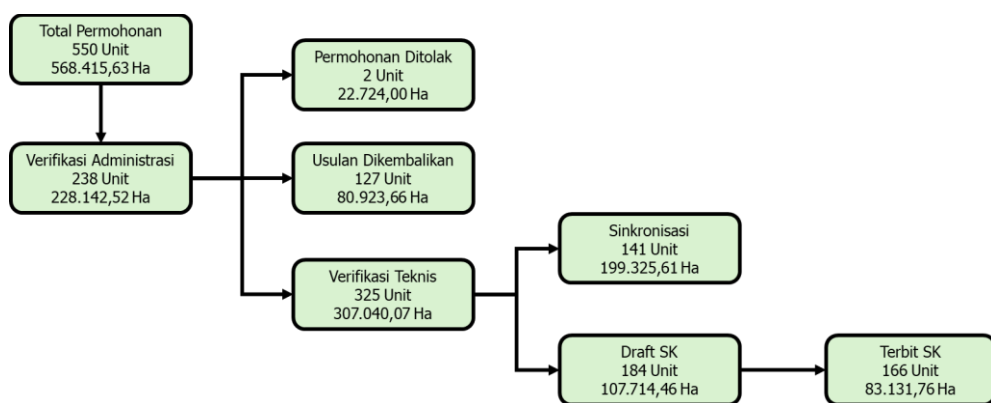 Total Permohonan
550 Unit
568.415,63 Ha
Permohonan Ditolak
2 Unit
22.724,00 Ha
Verifikasi Administrasi
238 Unit
228.142,52 Ha
Usulan Dikembalikan
127 Unit
80.923,66 Ha
Sinkronisasi
141 Unit
199.325,61 Ha
Verifikasi Teknis
325 Unit
307.040,07 Ha
Draft SK
184 Unit
107.714,46 Ha
Terbit SK
166 Unit
83.131,76 Ha